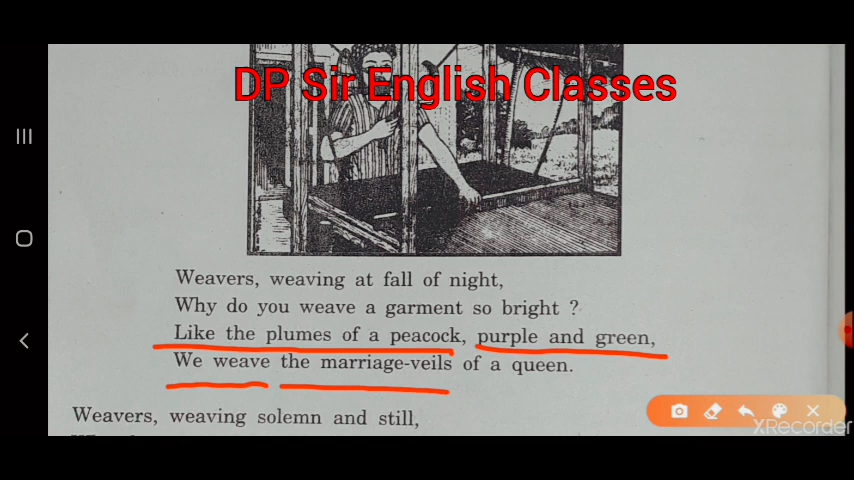 DP Sir English Classes
Weavers, weaving at fall of night,
Why do you weave a garment so bright ?
Like the plumes of a peacock, purple and green,
We weave the marriage-veils of a queen.
Weavers, weaving solemn and still,
XRecorder